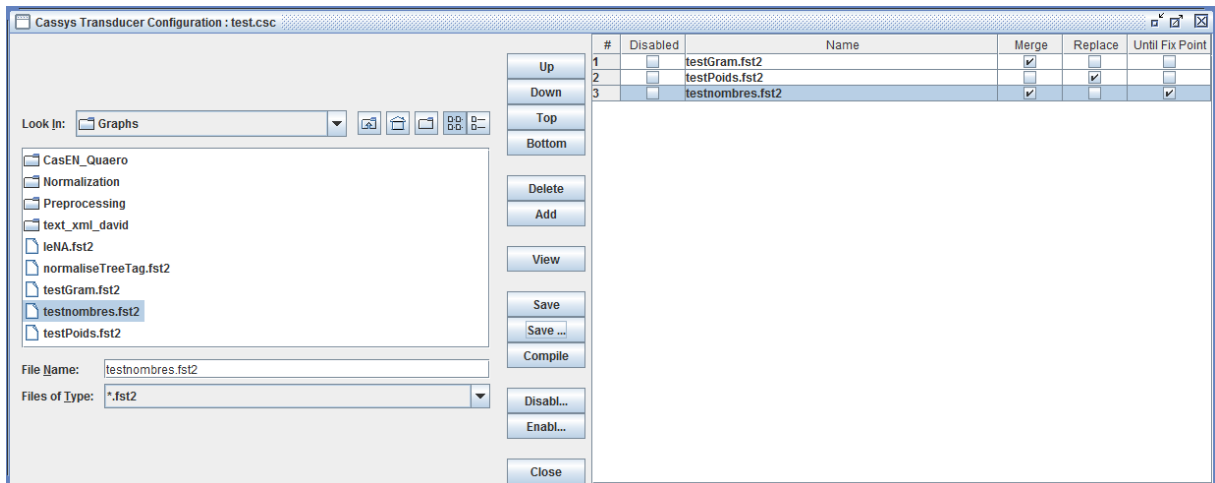 Cassys Transducer Configuration : test.csc
Look In: Graphs
CasEN_Quaero
Normalization
Preprocessing
text_xml_david
leNA.fst2
normaliseTreeTag.fst2
testGram.fst2
testnombres.fst2
testPoids.fst2
File Name: testnombres.fst2
Files of Type: *.fst2
Up
Down
Top
Bottom
Delete
Add
View
Save
Save ...
Compile
Disabl...
Enabl...
Close
# Disabled Name Merge Replace Until Fix Point
1 testGram.fst2
2 testPoids.fst2
3 testnombres.fst2